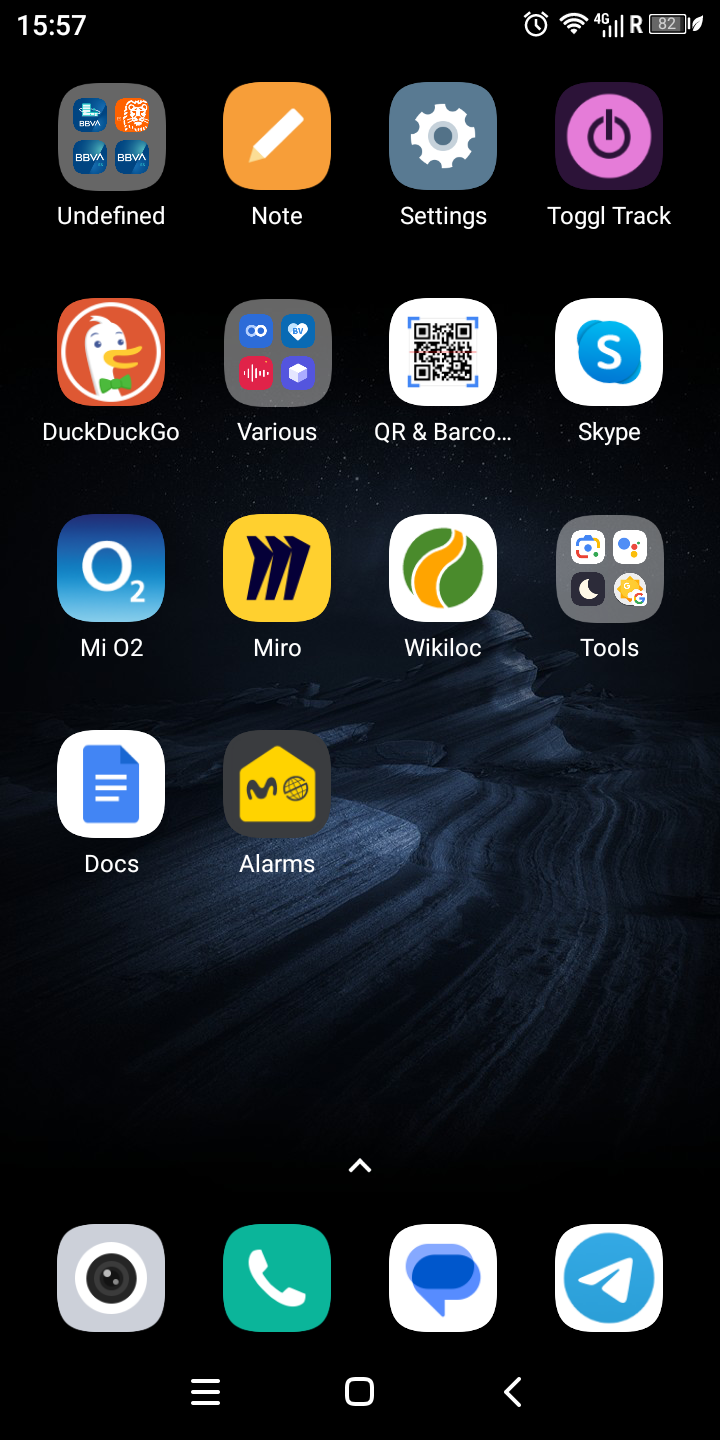 15:57
4G R 82
BBVA
BBVA BBVA
Undefined
Note
Settings
Toggl Track
BV
DuckDuckGo
Various
QR & Barco...
S
Skype
O2
Mi O2
Miro
Wikiloc
G
G
Tools
Docs
Alarms